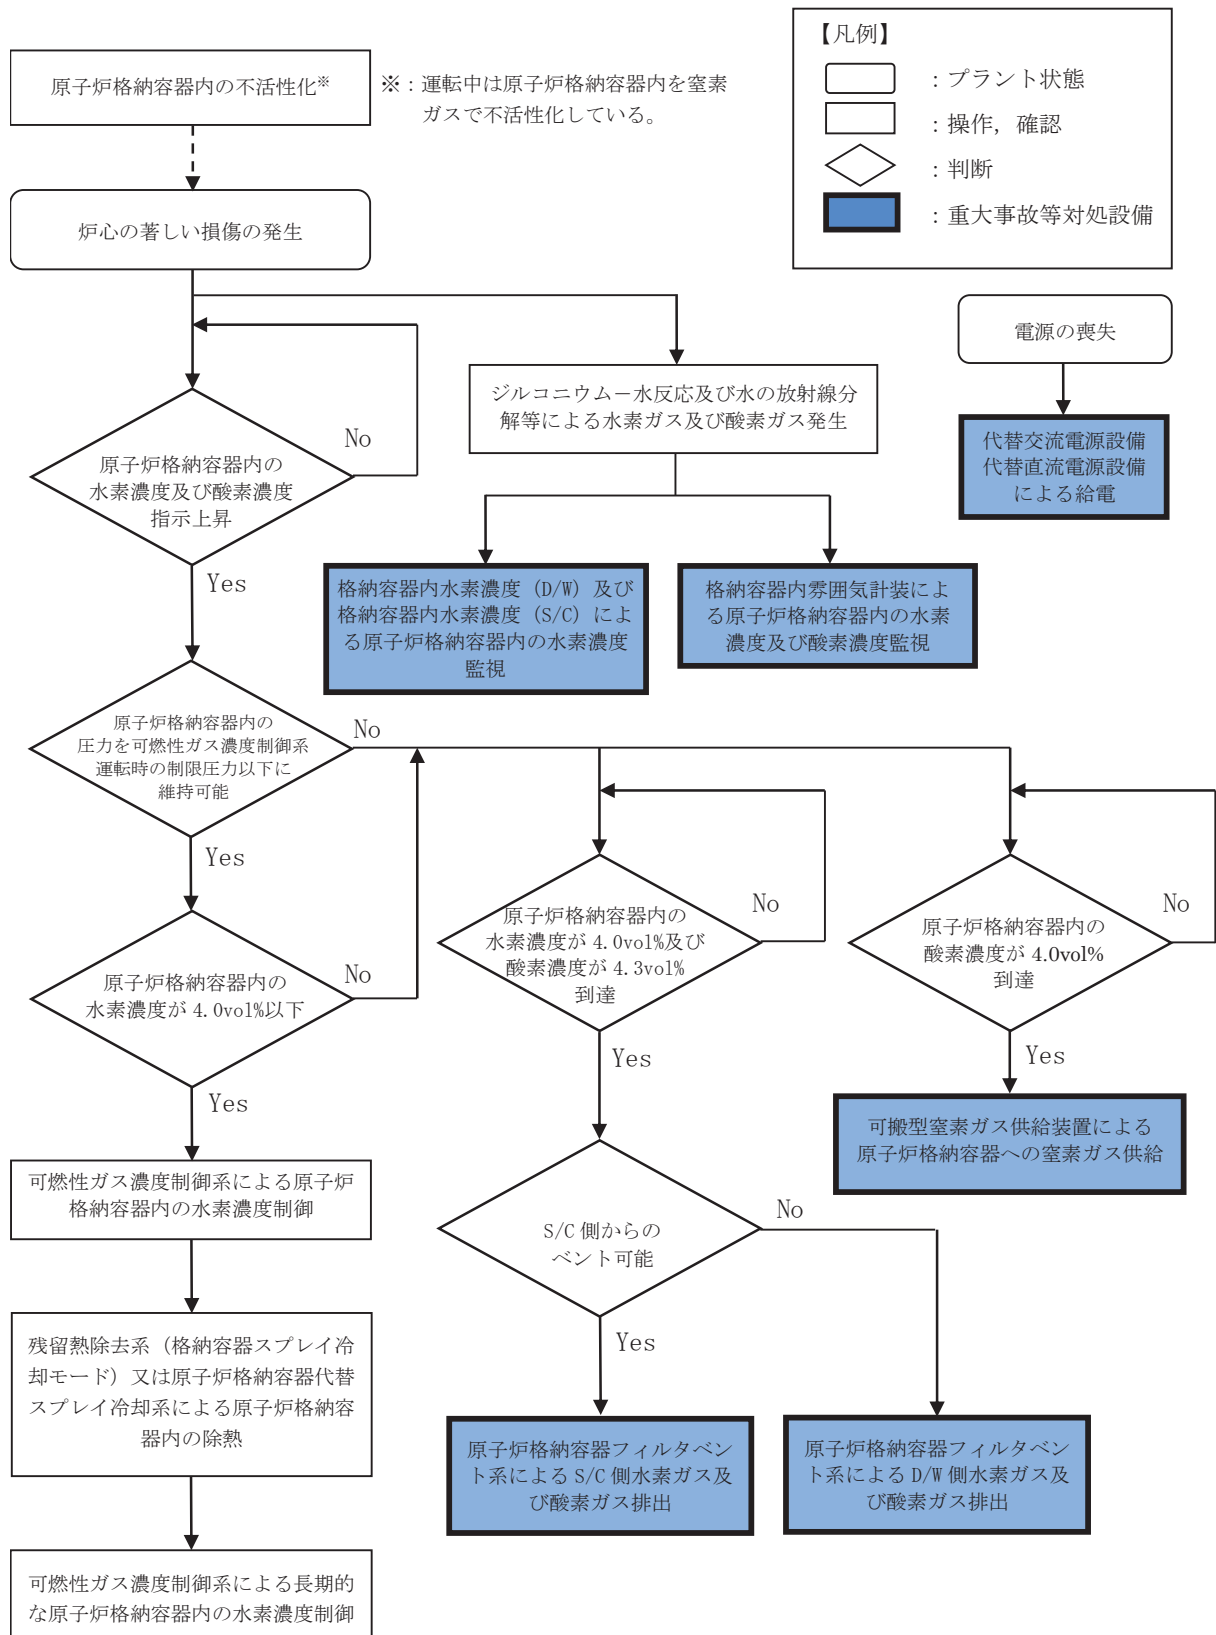 原子炉格納容器内の不活性化※
※：運転中は原子炉格納容器内を窒素
ガスで不活性化している。
【凡例】
：プラント状態
：操作，確認
：判断
：重大事故等対処設備
炉心の著しい損傷の発生
電源の喪失
代替交流電源設備
代替直流電源設備
による給電
ジルコニウム－水反応及び水の放射線分
解等による水素ガス及び酸素ガス発生
No
原子炉格納容器内の
水素濃度及び酸素濃度
指示上昇
Yes
格納容器内水素濃度（D/W）及び
格納容器内水素濃度（S/C）によ
る原子炉格納容器内の水素濃度
監視
格納容器内雰囲気計装によ
る原子炉格納容器内の水素
濃度及び酸素濃度監視
原子炉格納容器内の
圧力を可燃性ガス濃度制御系
運転時の制限圧力以下に
維持可能
No
Yes
原子炉格納容器内の
水素濃度が 4.0vol%以下
No
Yes
原子炉格納容器内の
水素濃度が 4.0vol%及び
酸素濃度が 4.3vol%
到達
No
Yes
原子炉格納容器内の
酸素濃度が 4.0vol%
到達
No
Yes
可搬型窒素ガス供給装置による
原子炉格納容器への窒素ガス供給
可燃性ガス濃度制御系による原子炉
格納容器内の水素濃度制御
S/C 側からの
ベント可能
No
Yes
残留熱除去系（格納容器スプレイ冷
却モード）又は原子炉格納容器代替
スプレイ冷却系による原子炉格納容
器内の除熱
原子炉格納容器フィルタベン
ト系による S/C 側水素ガス及
び酸素ガス排出
原子炉格納容器フィルタベン
ト系による D/W 側水素ガス及
び酸素ガス排出
可燃性ガス濃度制御系による長期的
な原子炉格納容器内の水素濃度制御